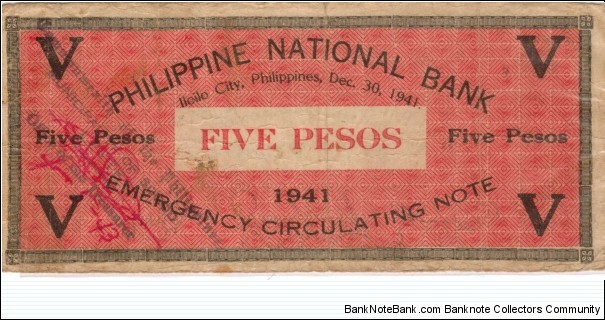 V V
PHILIPPINE NATIONAL BANK
Iloilo City, Philippines, Dec. 30, 1941.
Five Pesos FIVE PESOS Five Pesos
1941
EMERGENCY CIRCULATING NOTE
V V
BankNoteBank.com - Banknote Collectors Community